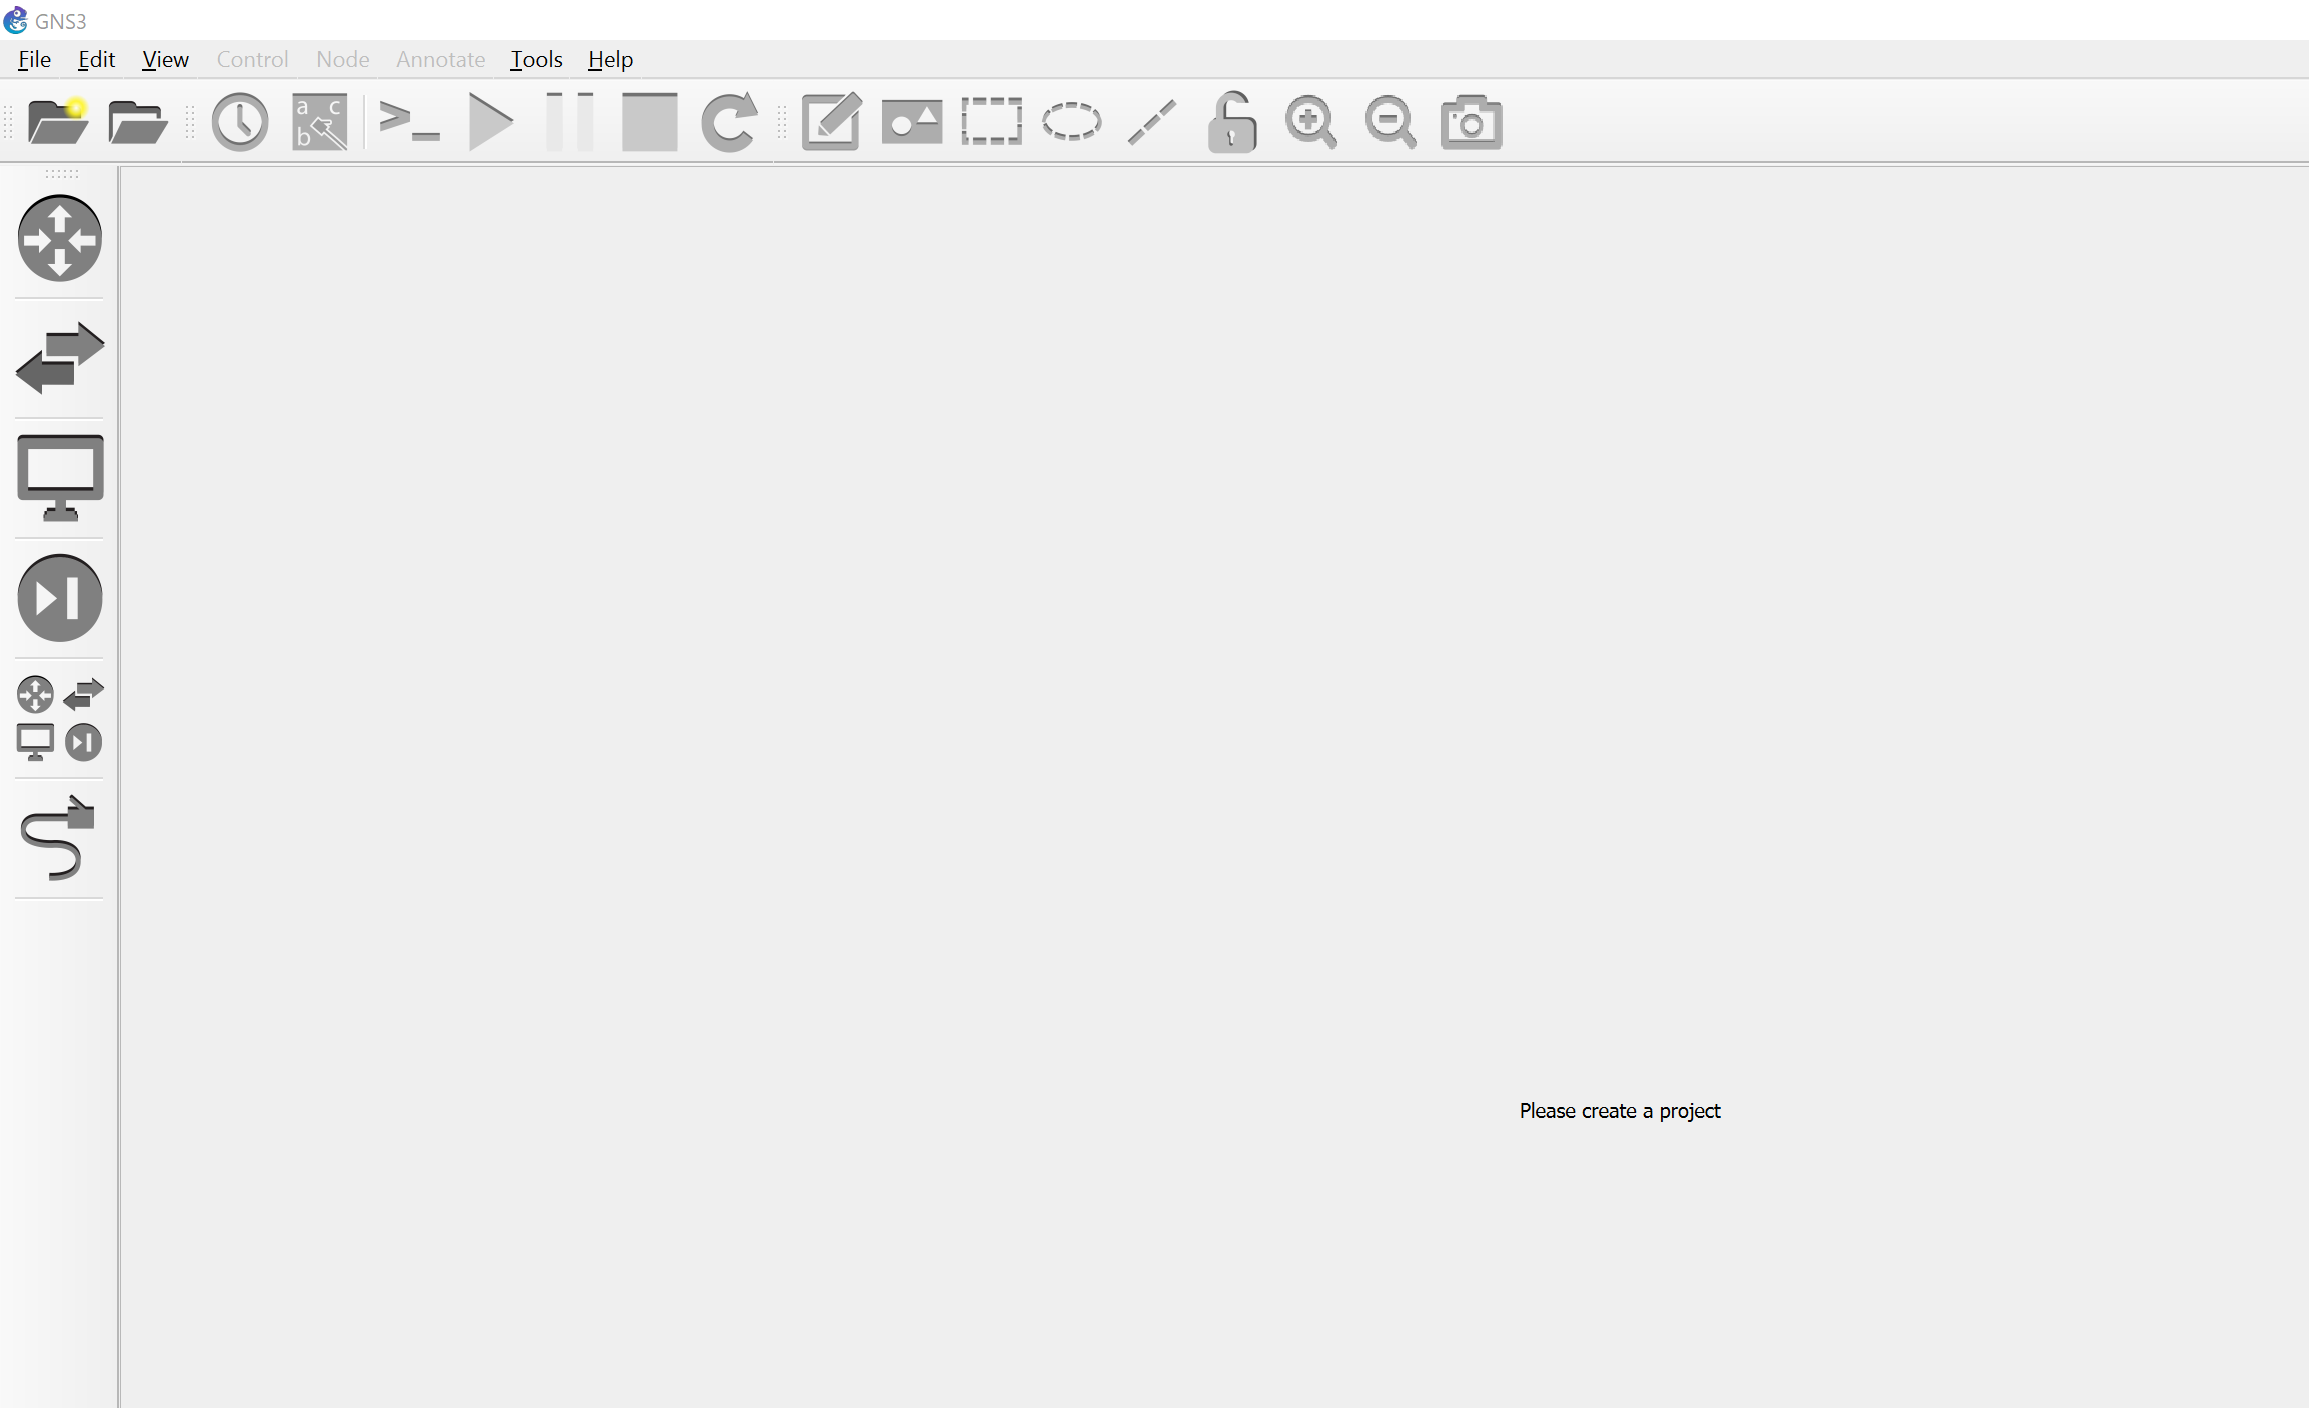 GNS3
File Edit View Control Node Annotate Tools Help
a c
b
Please create a project